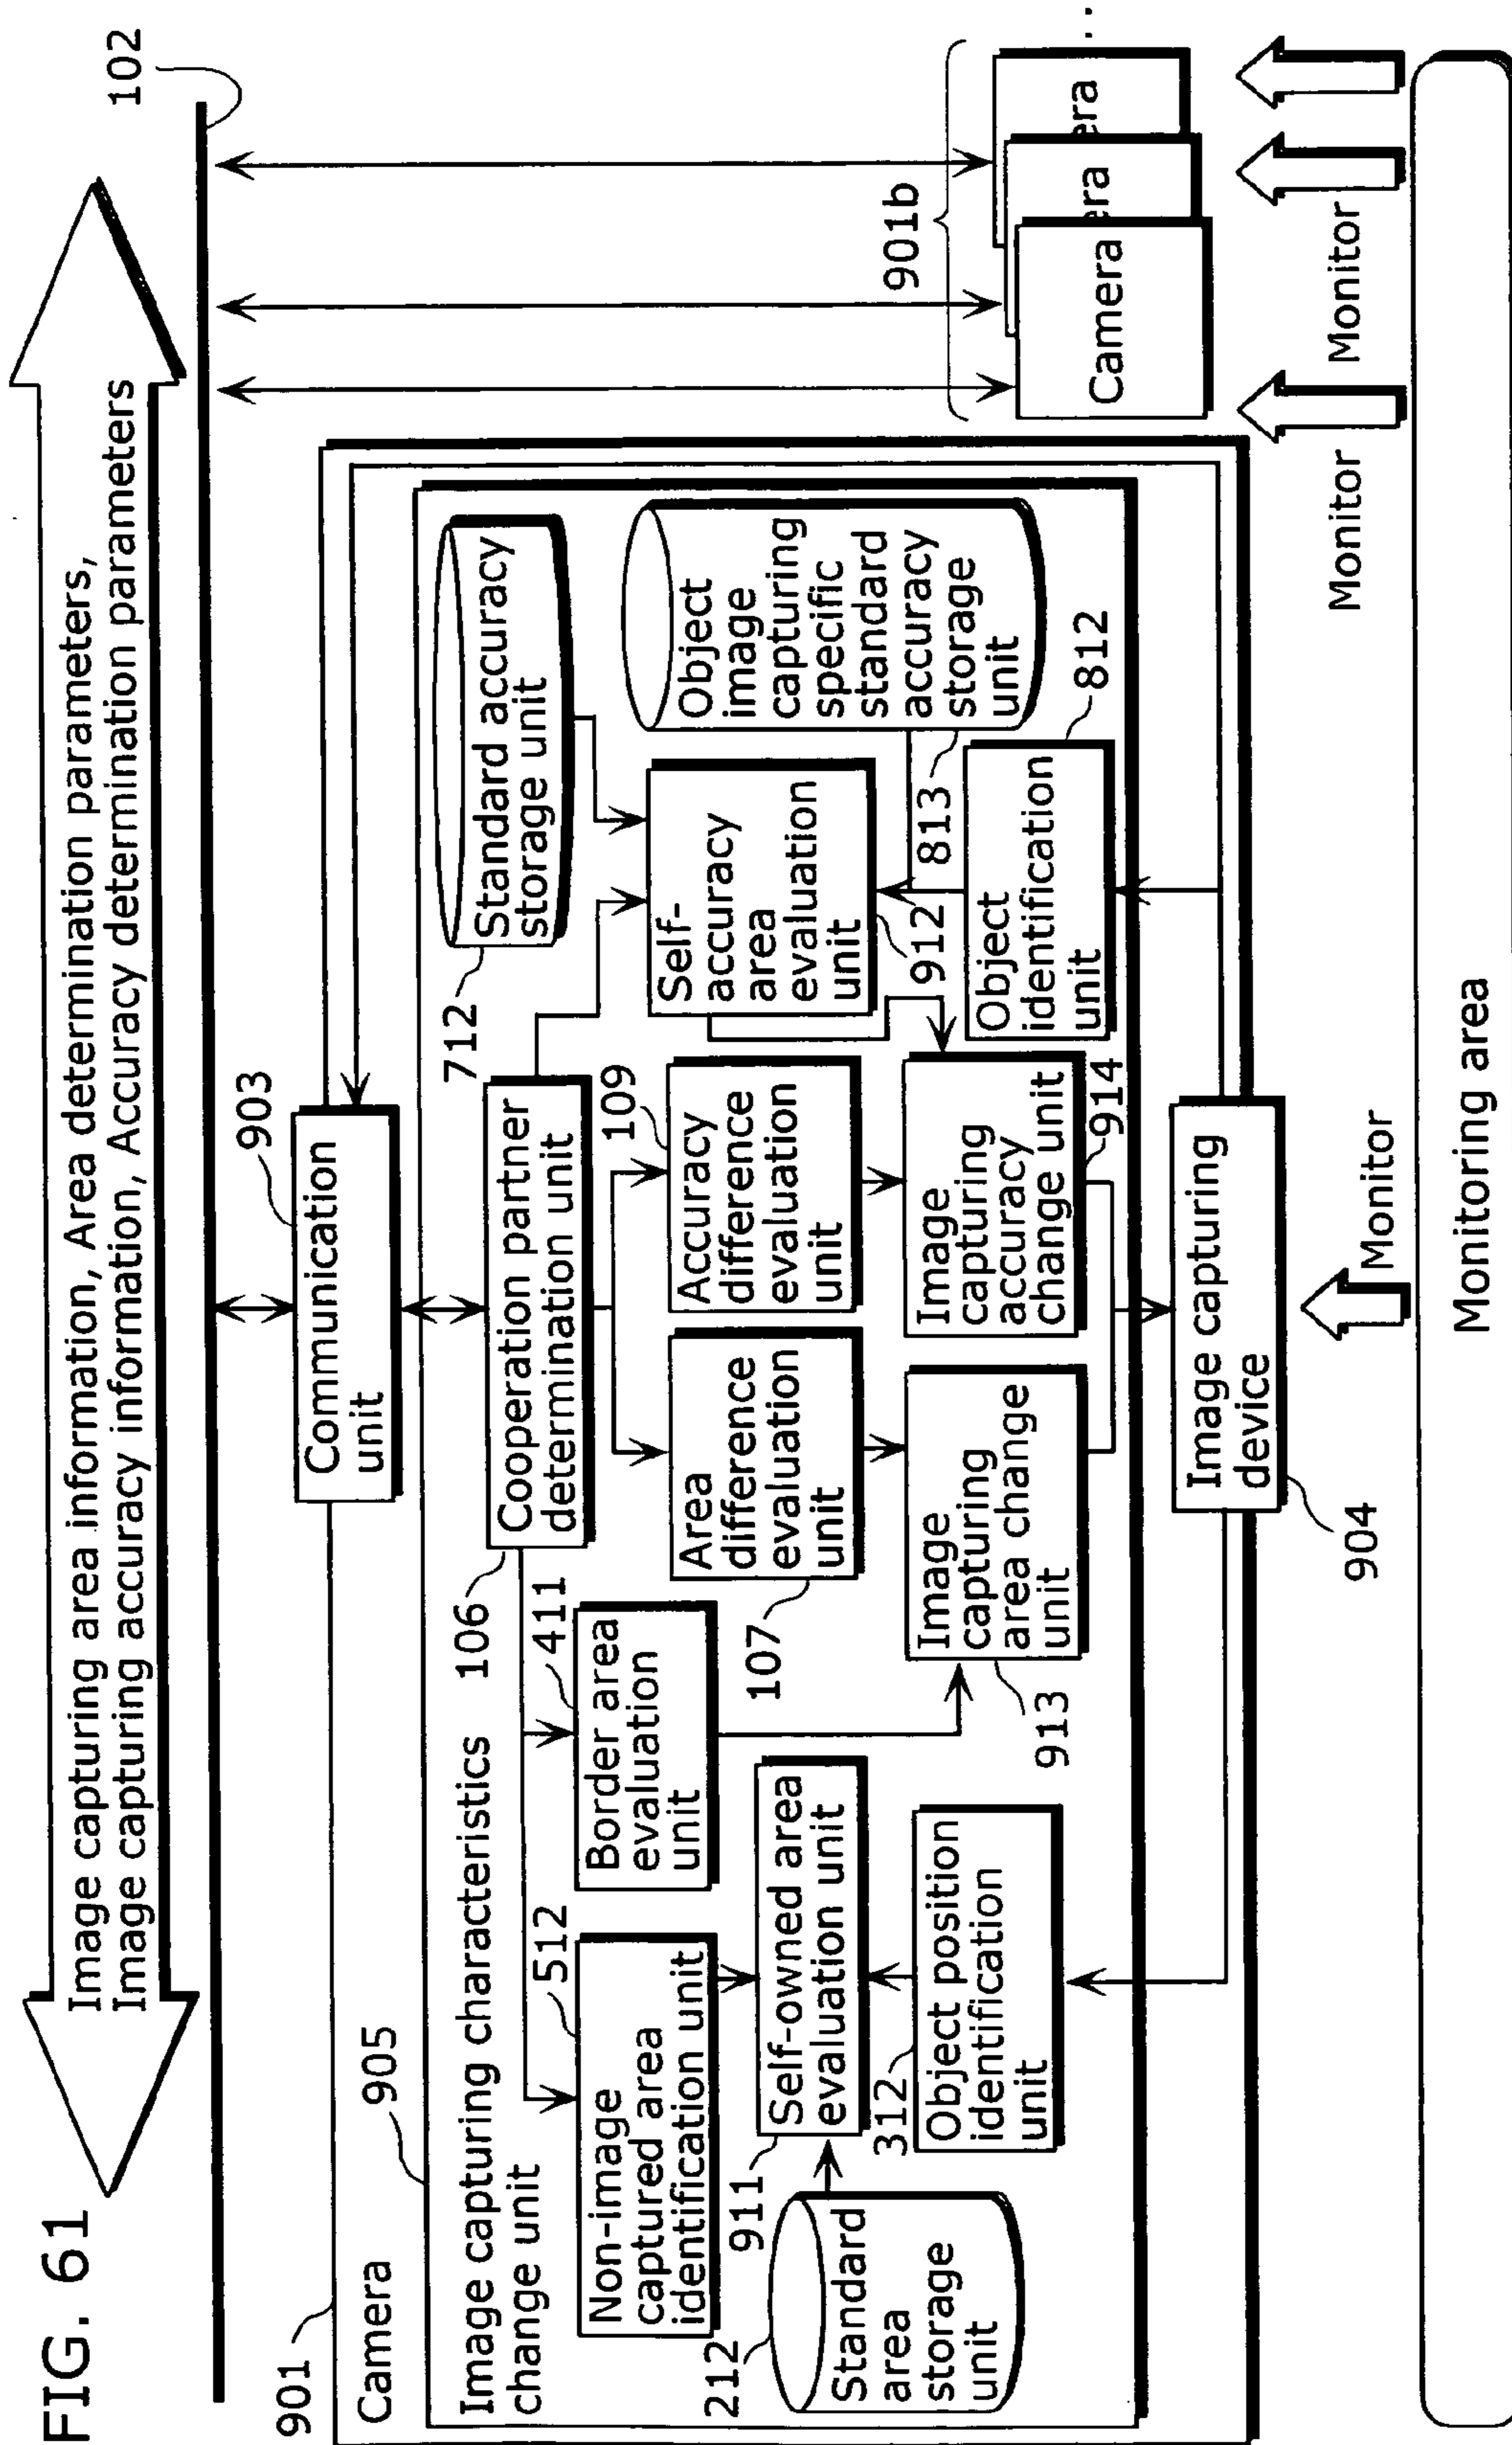 FIG. 61
Image capturing area information, Area determination parameters,
Image capturing accuracy information, Accuracy determination parameters
102
901
Camera
905
903
Communication
unit
901b
Camera
era
era
..
Image capturing characteristics
change unit
106
Cooperation partner
determination unit
712
Standard accuracy
storage unit
512
Non-image
captured area
identification unit
411
Border area
evaluation
unit
107
Area
difference
evaluation
unit
109
Accuracy
difference
evaluation
unit
Self-
accuracy
area
evaluation
unit
912
Object
image
capturing
specific
standard
accuracy
storage
unit
813
212
Standard
area
storage
unit
911
Self-owned area
evaluation unit
312
Object position
identification
unit
913
Image
capturing
area change
unit
Image
capturing
accuracy
change unit
914
Object
identification
unit
812
Image capturing
device
904
Monitor
Monitor
Monitor
Monitoring area